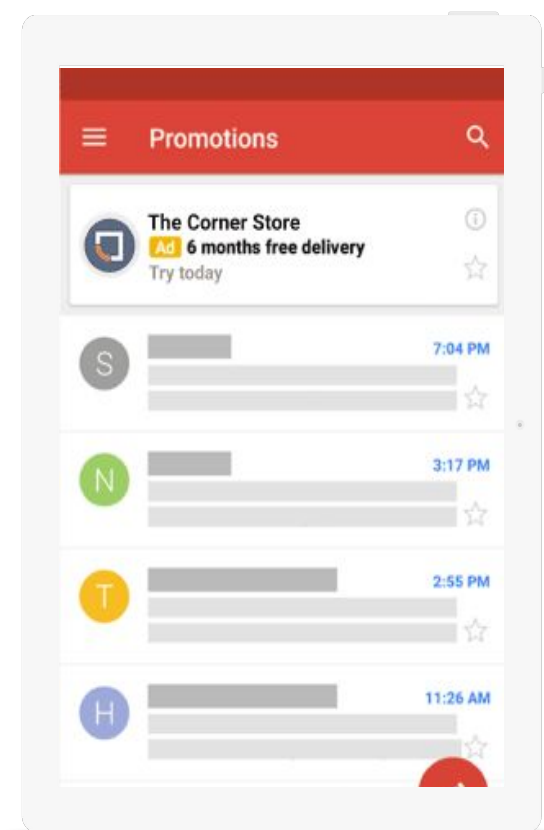 Promotions
The Corner Store
Ad 6 months free delivery
Try today
S
7:04 PM
N
3:17 PM
T
2:55 PM
H
11:26 AM